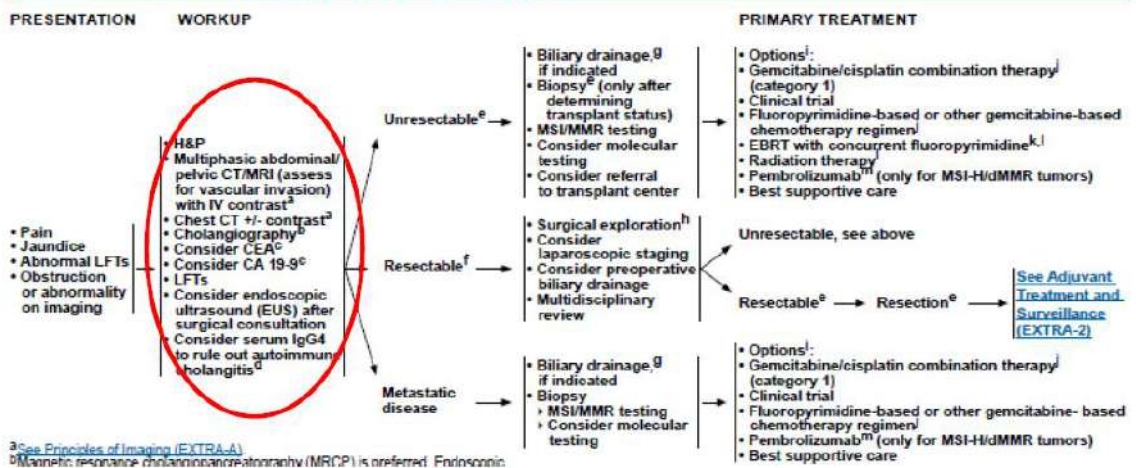 PRESENTATION
WORKUP
PRIMARY TREATMENT
• Pain
• Jaundice
• Abnormal LFTs
• Obstruction
or abnormality
on imaging
• H&P
• Multiphasic abdominal/
pelvic CT/MRI (assess
for vascular invasion)
with IV contrast^a
• Chest CT +/- contrast^a
• Cholangiography^b
• Consider CEA^c
• Consider CA 19-9^c
• LFTs
• Consider endoscopic
ultrasound (EUS) after
surgical consultation
• Consider serum IgG4
to rule out autoimmune
cholangitis^d
Unresectable^e
• Biliary drainage,^g
if indicated
• Biopsy^e (only after
determining
transplant status)
• MSI/MMR testing
• Consider molecular
testing
• Consider referral
to transplant center
• Options^i:
• Gemcitabine/cisplatin combination therapy^j
(category 1)
• Clinical trial
• Fluoropyrimidine-based or other gemcitabine-based
chemotherapy regimen^j
• EBRT with concurrent fluoropyrimidine^k,l
• Radiation therapy^l
• Pembrolizumab^m (only for MSI-H/dMMR tumors)
• Best supportive care
Resectable^f
• Surgical exploration^h
• Consider
laparoscopic staging
• Consider preoperative
biliary drainage
• Multidisciplinary
review
Unresectable, see above
Resectable^e
Resection^e
See Adjuvant
Treatment and
Surveillance
(EXTRA-2)
Metastatic
disease
• Biliary drainage,^g
if indicated
• Biopsy
▸ MSI/MMR testing
▸ Consider molecular
testing
• Options^i:
• Gemcitabine/cisplatin combination therapy^j
(category 1)
• Clinical trial
• Fluoropyrimidine-based or other gemcitabine- based
chemotherapy regimen^j
• Pembrolizumab^m (only for MSI-H/dMMR tumors)
• Best supportive care
^a See Principles of Imaging (EXTRA-A).
^b Magnetic resonance cholangiopancreatography (MRCP) is preferred. Endoscopic